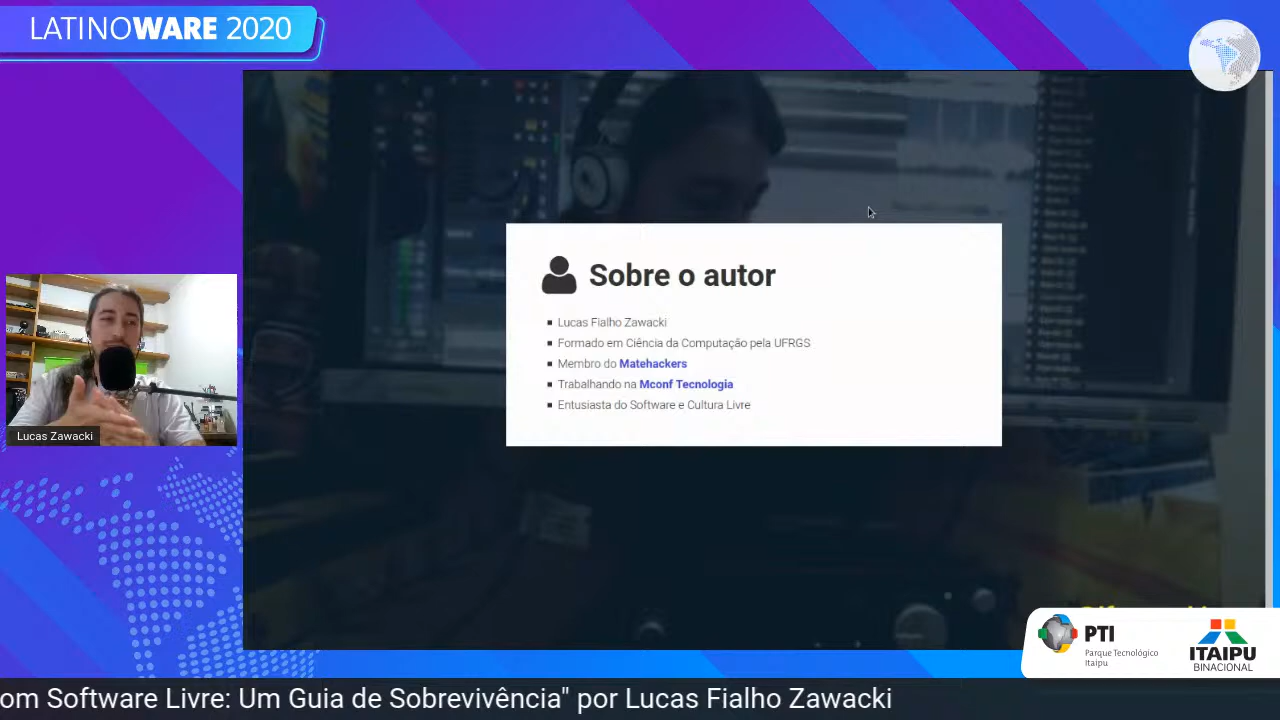 LATINOWARE 2020
Sobre o autor
Lucas Fialho Zawacki
Formado em Ciência da Computação pela UFRGS
Membro do Matehackers
Trabalhando na Mconf Tecnologia
Entusiasta do Software e Cultura Livre
Lucas Zawacki
PTI
Parque Tecnológico
Itaipu
ITAIPU
BINACIONAL
om Software Livre: Um Guia de Sobrevivência" por Lucas Fialho Zawacki